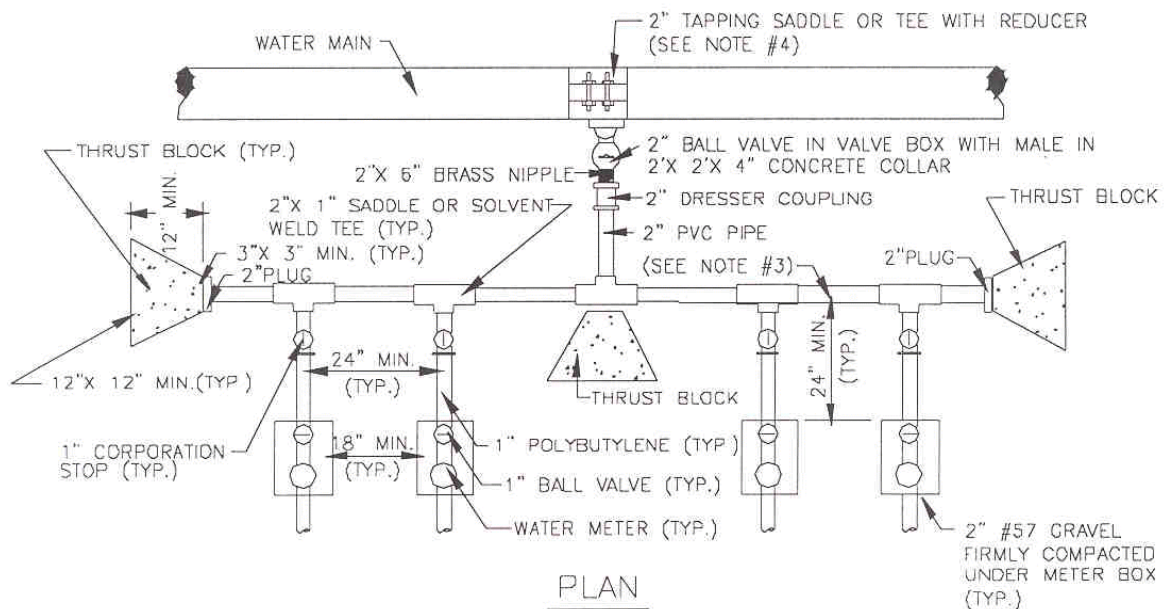 2" TAPPING SADDLE OR TEE WITH REDUCER
(SEE NOTE #4)
WATER MAIN
2" BALL VALVE IN VALVE BOX WITH MALE IN
2'X 2'X 4" CONCRETE COLLAR
THRUST BLOCK (TYP.)
2"X 6" BRASS NIPPLE
2" DRESSER COUPLING
THRUST BLOCK
12" MIN.
2"X 1" SADDLE OR SOLVENT
WELD TEE (TYP.)
2" PVC PIPE
3"X 3" MIN. (TYP.)
(SEE NOTE #3)
2"PLUG
2"PLUG
24" MIN.
(TYP.)
24" MIN.
(TYP.)
12"X 12" MIN.(TYP)
THRUST BLOCK
1" CORPORATION
STOP (TYP.)
18" MIN.
(TYP.)
1" POLYBUTYLENE (TYP)
1" BALL VALVE (TYP.)
WATER METER (TYP.)
2" #57 GRAVEL
FIRMLY COMPACTED
UNDER METER BOX
(TYP.)
PLAN